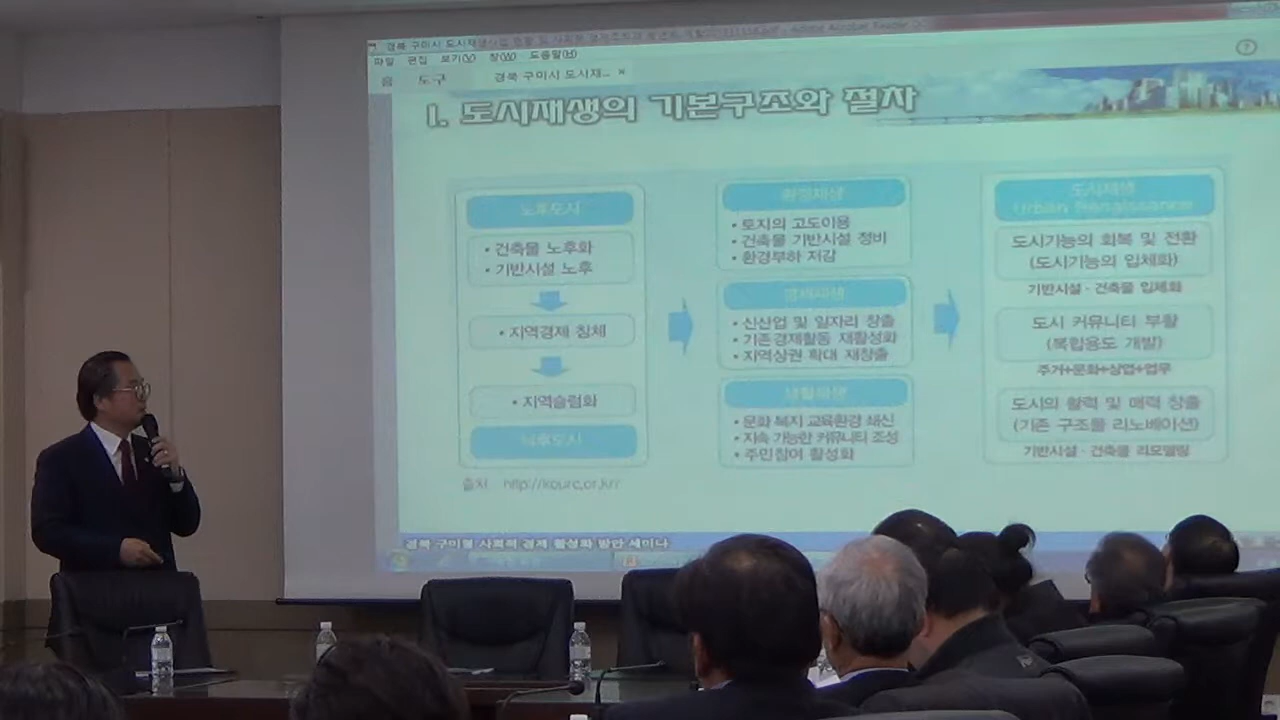 경북 구미시 도시재생사업
파일 편집 보기(V) 창(W) 도움말(H)
홈 도구 경북 구미시 도시재... ×
I. 도시재생의 기본구조와 절차
노후도시
• 건축물 노후화
• 기반시설 노후
• 지역경제 침체
• 지역슬럼화
낙후도시
환경재생
• 토지의 고도이용
• 건축물 기반시설 정비
• 환경부하 저감
경제재생
• 신산업 및 일자리 창출
• 기존경제활동 재활성화
• 지역상권 확대 재창출
생활재생
• 문화 복지 교육환경 쇄신
• 지속 가능한 커뮤니티 조성
• 주민참여 활성화
도시재생
Urban Renaissance
도시기능의 회복 및 전환
(도시기능의 입체화)
기반시설 · 건축물 입체화
도시 커뮤니티 부활
(복합용도 개발)
주거+문화+상업+업무
도시의 활력 및 매력 창출
(기존 구조물 리노베이션)
기반시설 · 건축물 리모델링
출처 http://kourc.or.kr/
경북 구미형 사회적 경제 활성화 방안 세미나